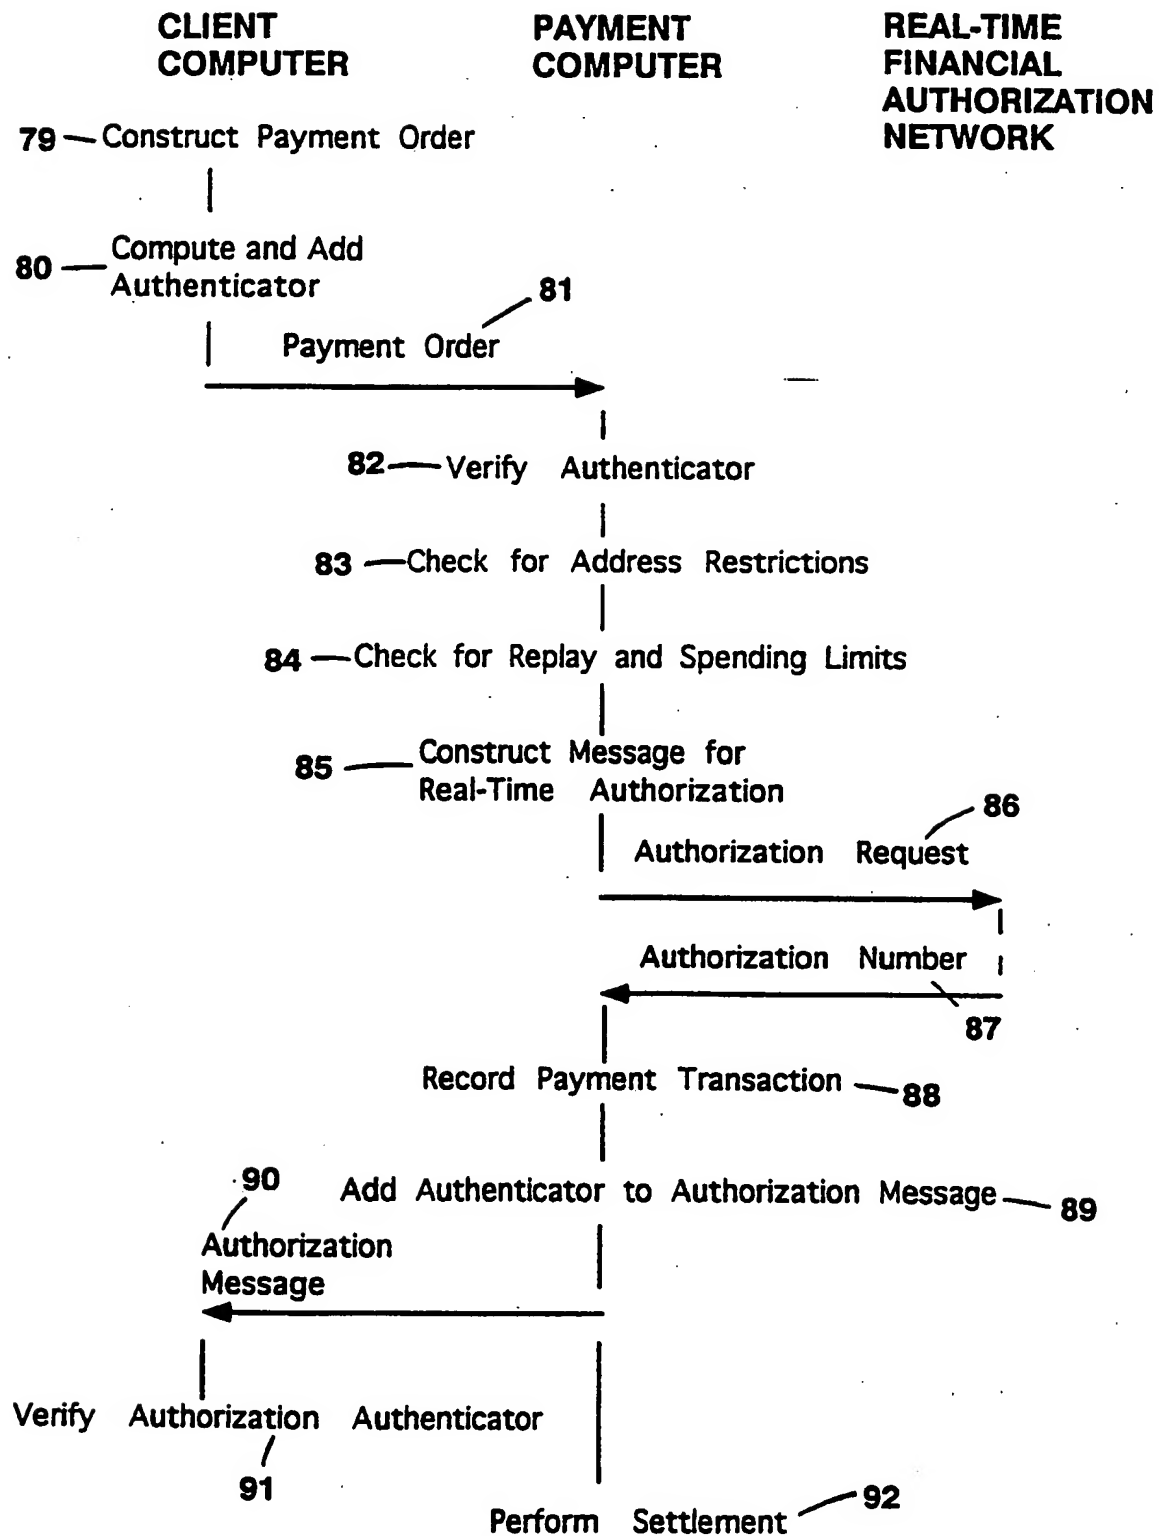 CLIENT
COMPUTER
PAYMENT
COMPUTER
REAL-TIME
FINANCIAL
AUTHORIZATION
NETWORK
79 Construct Payment Order
80 Compute and Add
Authenticator
81
Payment Order
82 Verify Authenticator
83 Check for Address Restrictions
84 Check for Replay and Spending Limits
85 Construct Message for
Real-Time Authorization
86
Authorization Request
Authorization Number
87
Record Payment Transaction 88
Add Authenticator to Authorization Message 89
90
Authorization
Message
Verify Authorization Authenticator
91
92
Perform Settlement